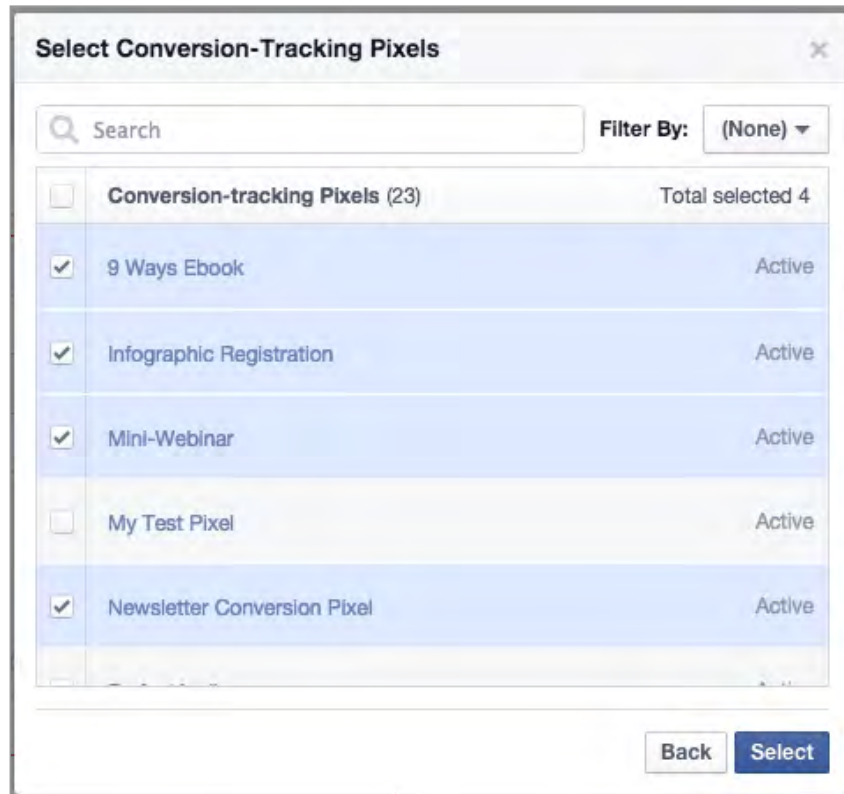 Select Conversion-Tracking Pixels
Search Filter By: (None)
Conversion-tracking Pixels (23) Total selected 4
9 Ways Ebook Active
Infographic Registration Active
Mini-Webinar Active
My Test Pixel Active
Newsletter Conversion Pixel Active
Back Select